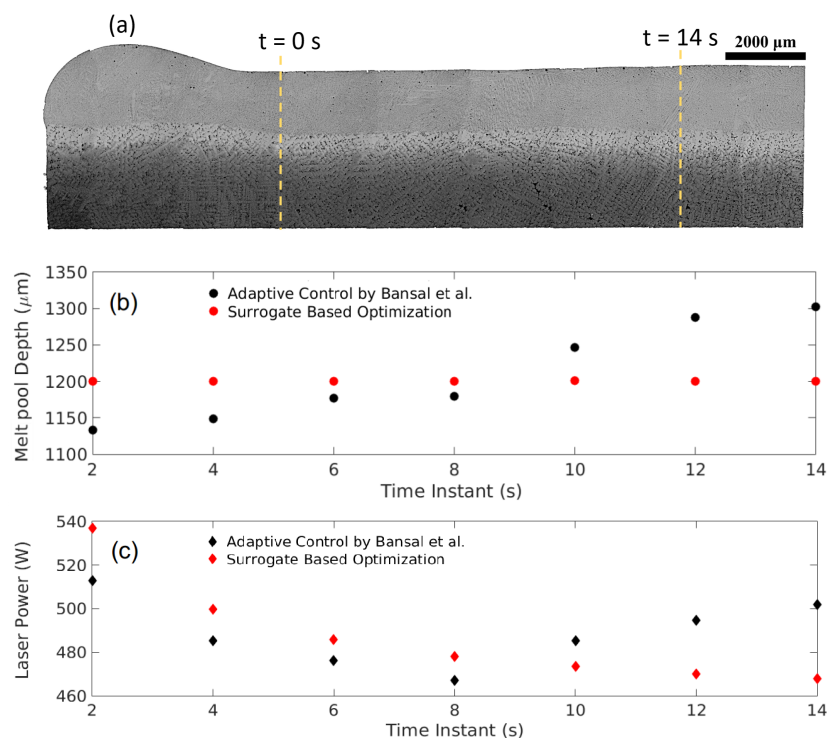 (a)
t = 0 s
t = 14 s
2000 μm
1350
1300
1250
1200
1150
1100
Melt pool Depth (μm)
(b)
Adaptive Control by Bansal et al.
Surrogate Based Optimization
2 4 6 8 10 12 14
Time Instant (s)
540
520
500
480
460
Laser Power (W)
(c)
Adaptive Control by Bansal et al.
Surrogate Based Optimization
2 4 6 8 10 12 14
Time Instant (s)